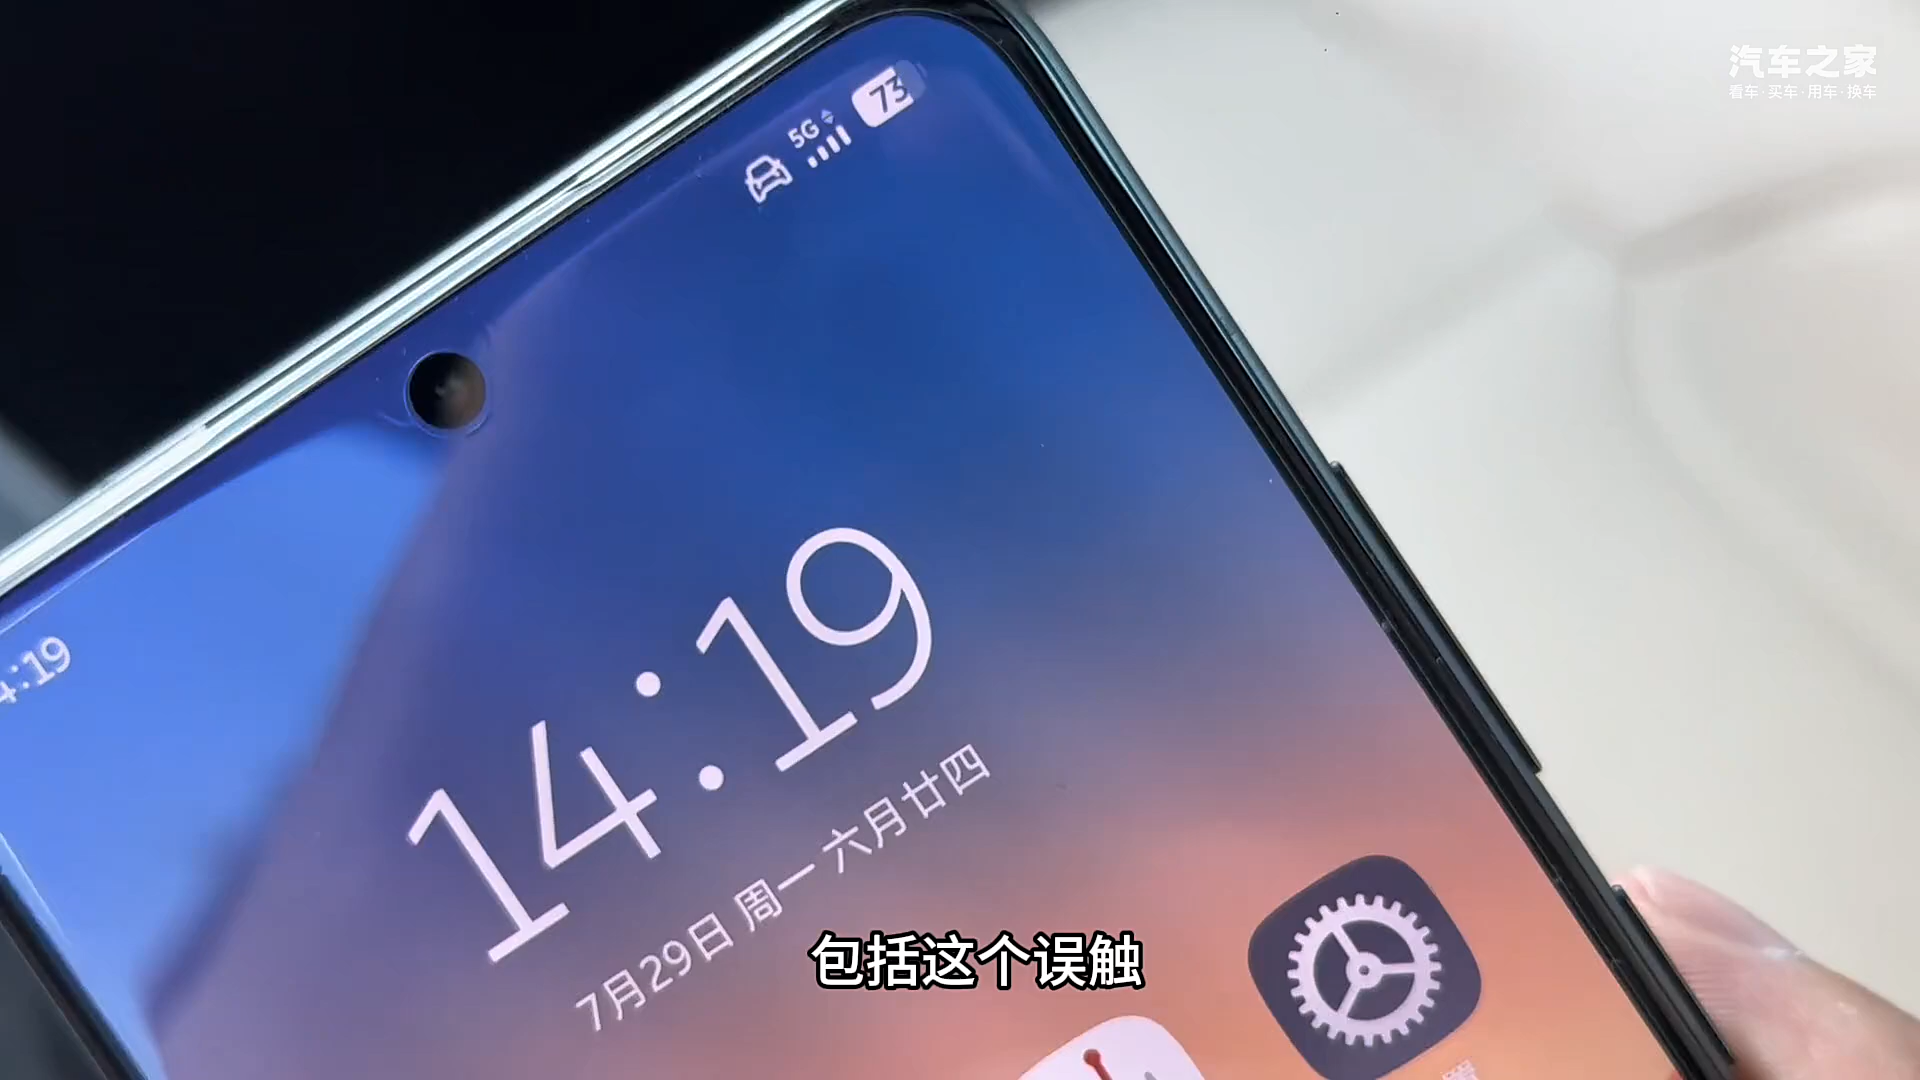 汽车之家
看车·买车·用车·换车
73
5G
4:19
14:19
7月29日 周一 六月廿四
包括这个误触
置